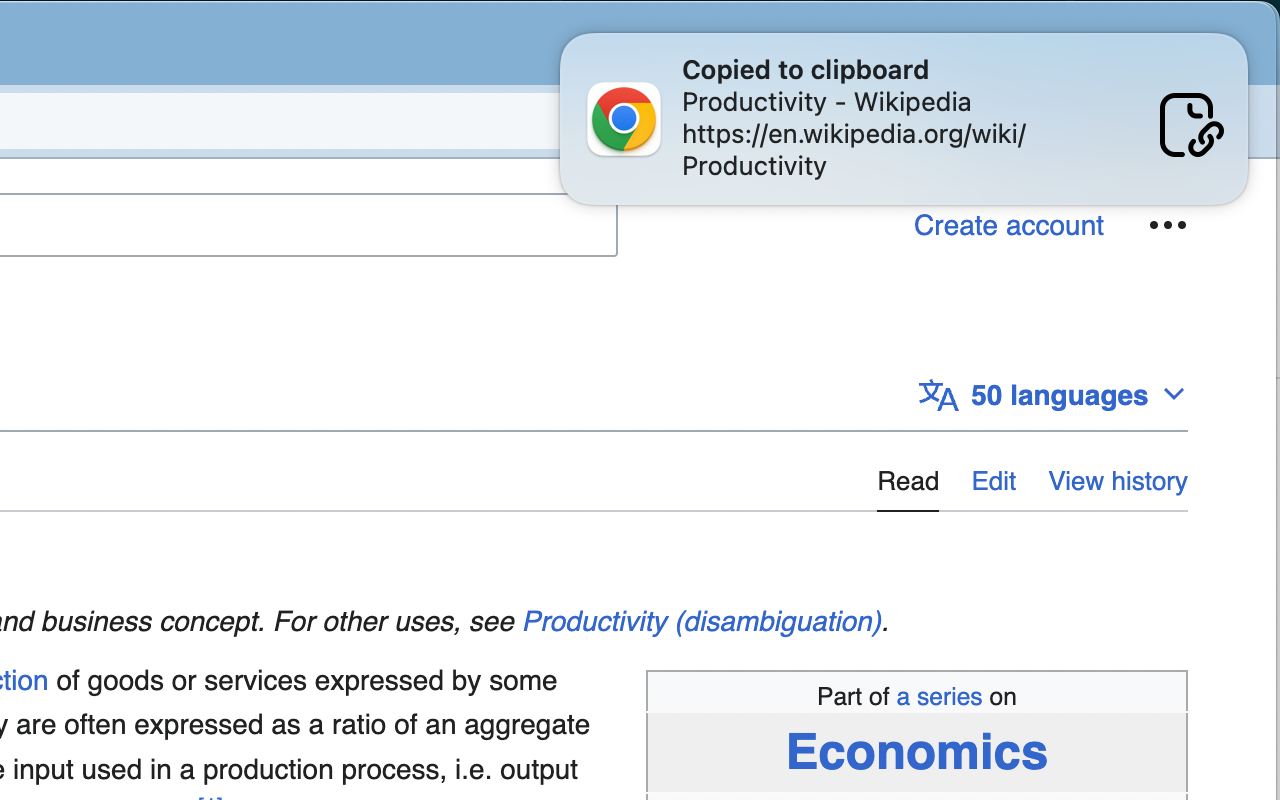 Copied to clipboard
Productivity - Wikipedia
https://en.wikipedia.org/wiki/
Productivity
Create account
50 languages
Read Edit View history
and business concept. For other uses, see Productivity (disambiguation).
of goods or services expressed by some
are often expressed as a ratio of an aggregate
input used in a production process, i.e. output
Part of a series on
Economics